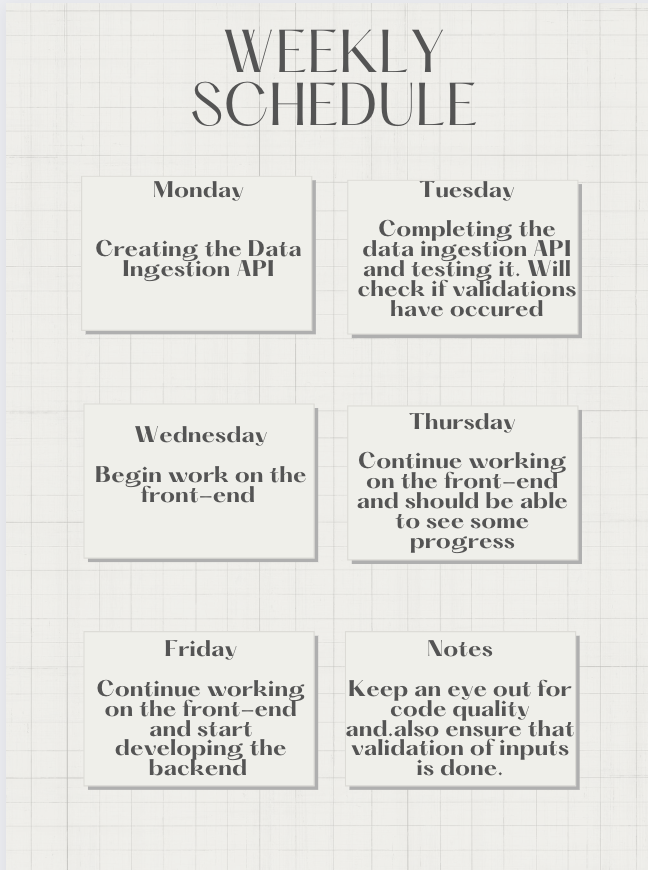 WEEKLY
SCHEDULE
Monday
Creating the Data
Ingestion API
Tuesday
Completing the
data ingestion API
and testing it. Will
check if validations
have occured
Wednesday
Begin work on the
front-end
Thursday
Continue working
on the front-end
and should be able
to see some
progress
Friday
Continue working
on the front-end
and start
developing the
backend
Notes
Keep an eye out for
code quality
and.also ensure that
validation of inputs
is done.